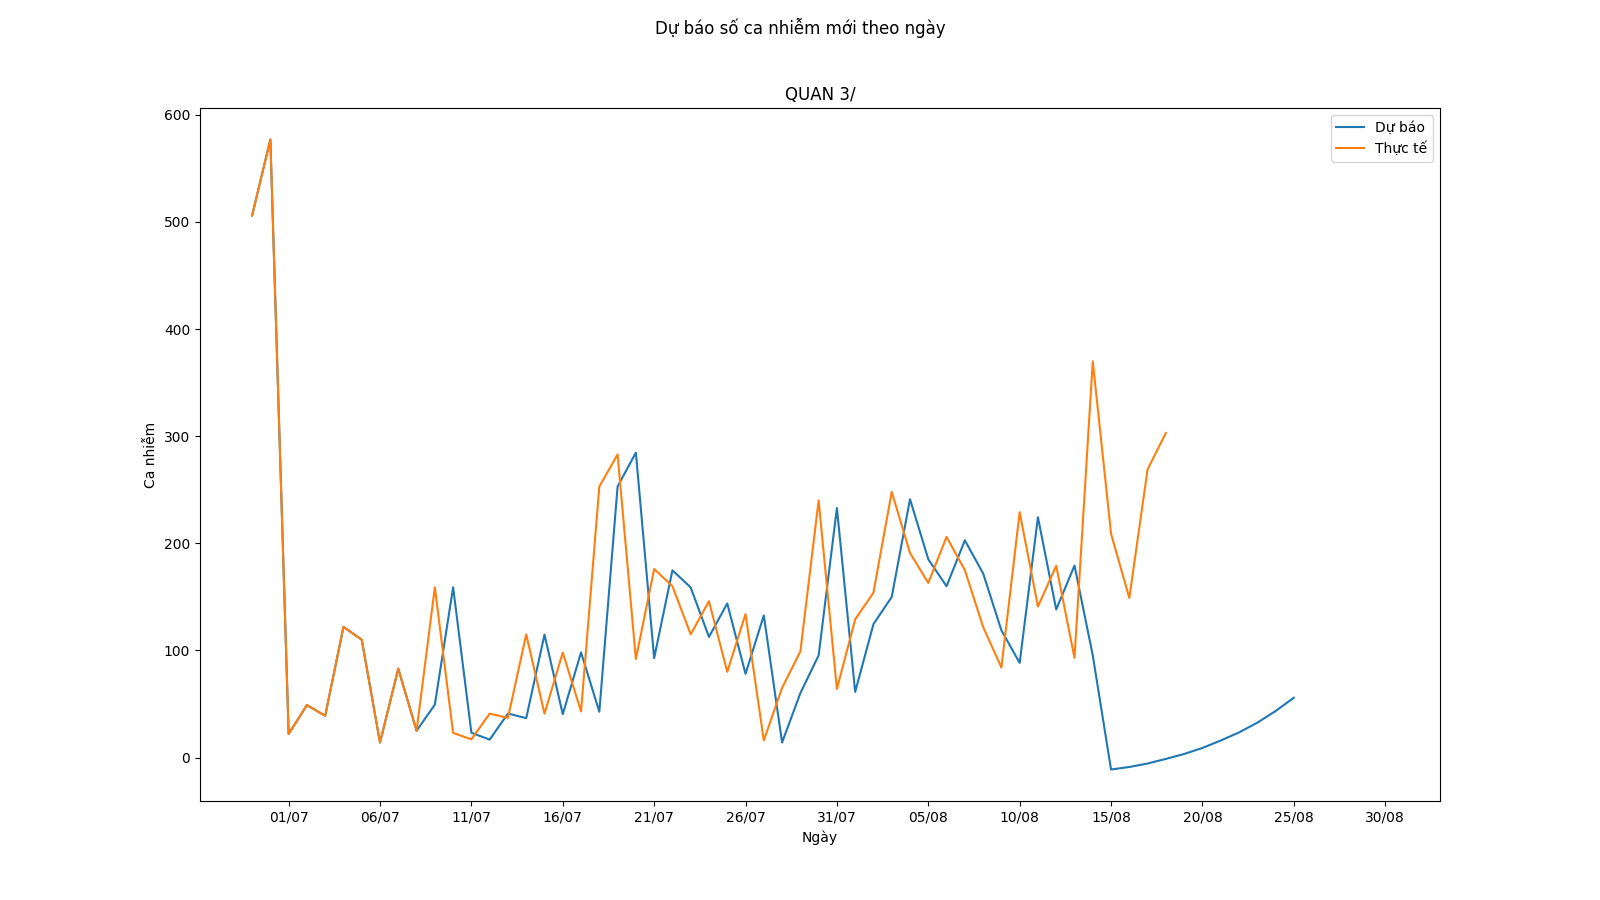 Dự báo số ca nhiễm mới theo ngày
QUAN 3/
Dự báo
Thực tế
600
500
400
300
200
100
0
Ca nhiễm
01/07 06/07 11/07 16/07 21/07 26/07 31/07 05/08 10/08 15/08 20/08 25/08 30/08
Ngày